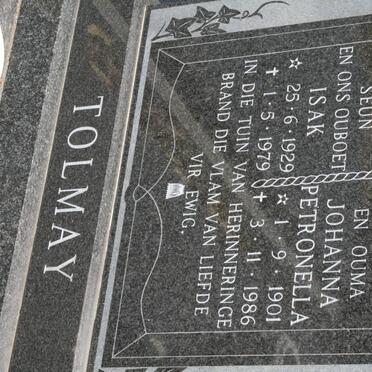 SEUN
EN ONS OUBOET
ISAK
☆ 25·6·1929
✝ 1·5·1979
EN OUMA
JOHANNA
PETRONELLA
☆ 1·9·1901
✝ 3·11·1986
IN DIE TUIN VAN HERINNERINGE
BRAND DIE VLAM VAN LIEFDE
VIR EWIG.
TOLMAY